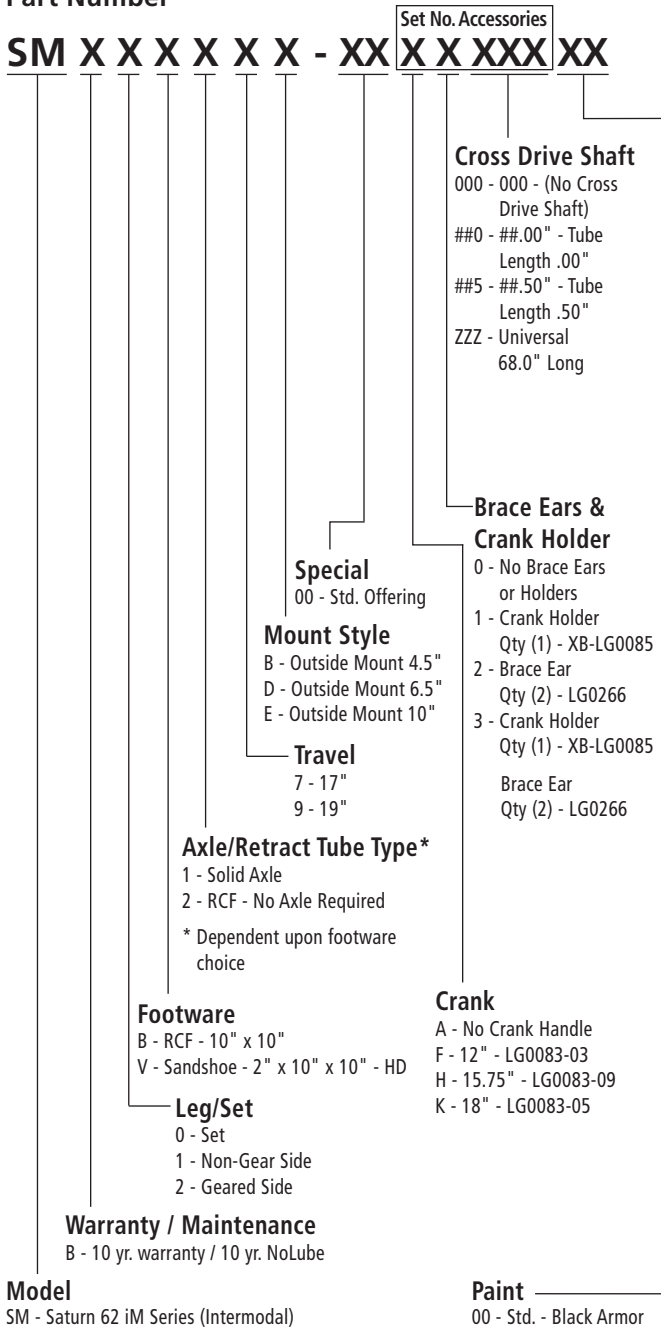 Set No. Accessories
SM X X X X X X - XX X X XXX XX
Cross Drive Shaft
000 - 000 - (No Cross
Drive Shaft)
##0 - ##.00" - Tube
Length .00"
##5 - ##.50" - Tube
Length .50"
ZZZ - Universal
68.0" Long
Brace Ears &
Crank Holder
0 - No Brace Ears
or Holders
1 - Crank Holder
Qty (1) - XB-LG0085
2 - Brace Ear
Qty (2) - LG0266
3 - Crank Holder
Qty (1) - XB-LG0085
Brace Ear
Qty (2) - LG0266
Special
00 - Std. Offering
Mount Style
B - Outside Mount 4.5"
D - Outside Mount 6.5"
E - Outside Mount 10"
Travel
7 - 17"
9 - 19"
Axle/Retract Tube Type*
1 - Solid Axle
2 - RCF - No Axle Required
* Dependent upon footware
choice
Crank
A - No Crank Handle
F - 12" - LG0083-03
H - 15.75" - LG0083-09
K - 18" - LG0083-05
Footware
B - RCF - 10" x 10"
V - Sandshoe - 2" x 10" x 10" - HD
Leg/Set
0 - Set
1 - Non-Gear Side
2 - Geared Side
Warranty / Maintenance
B - 10 yr. warranty / 10 yr. NoLube
Model
SM - Saturn 62 iM Series (Intermodal)
Paint
00 - Std. - Black Armor